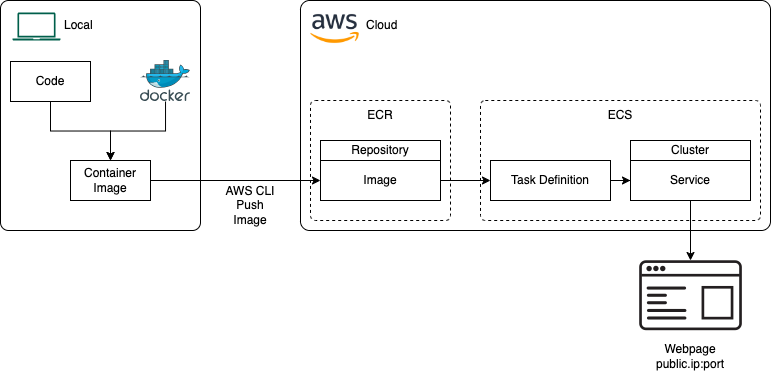 Local
Code
docker
Container
Image
AWS CLI
Push
Image
aws
Cloud
ECR
Repository
Image
ECS
Task Definition
Cluster
Service
Webpage
public.ip:port